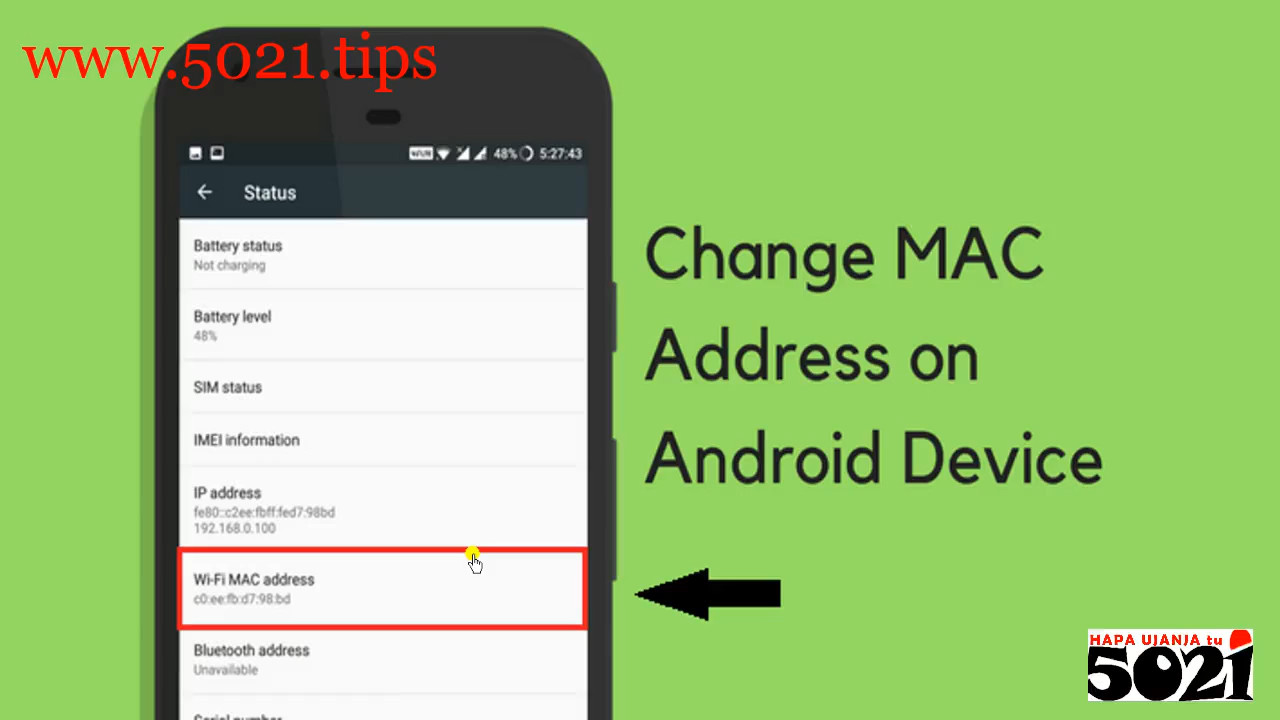 www.5021.tips
48% 5:27:43
Status
Battery status
Not charging
Battery level
48%
SIM status
IMEI information
IP address
fe80::c2ee:fbff:fed7:98bd
192.168.0.100
Wi-Fi MAC address
c0:ee:fb:d7:98:bd
Bluetooth address
Unavailable
Serial number
Change MAC
Address on
Android Device
HAPA UJANJA tu
5021